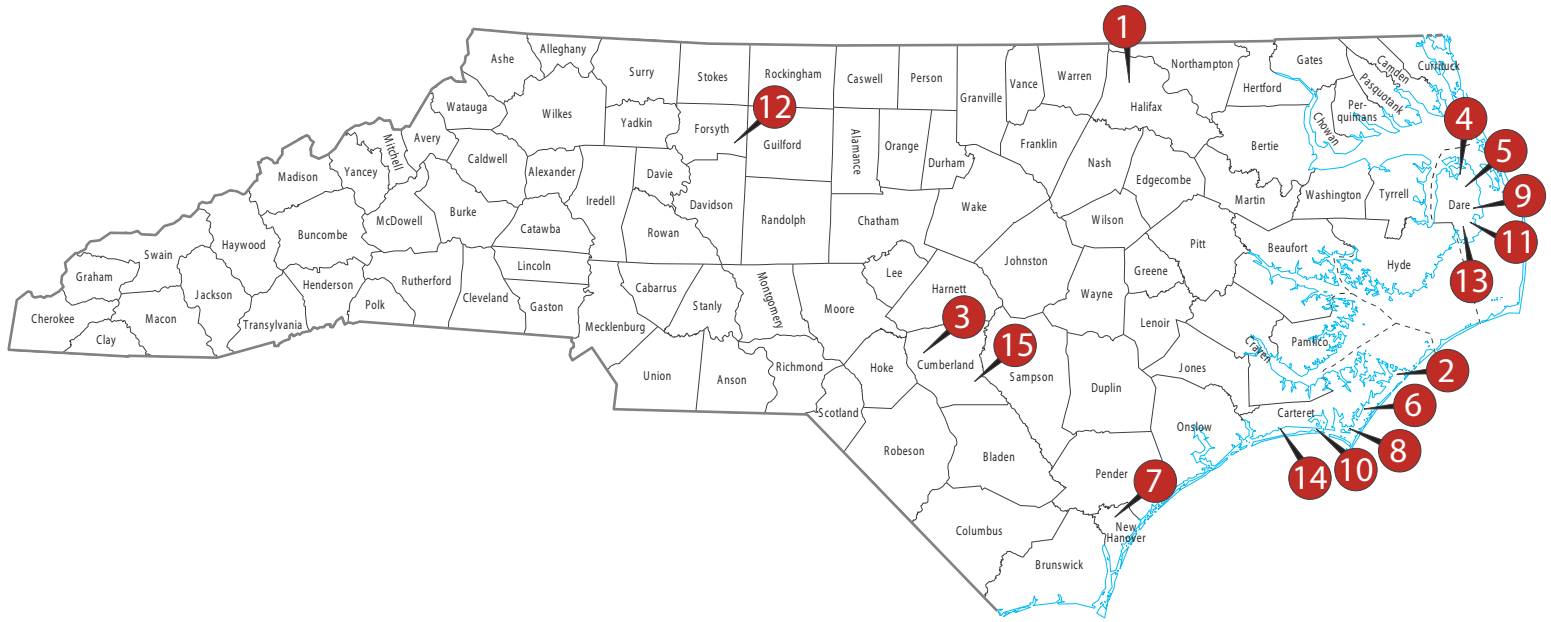 1
Alleghany
Ashe
Surry
Stokes
Rockingham
Caswell
Person
Granville
Vance
Warren
Northampton
Halifax
Hertford
Gates
Camden
Currituck
Pasquotank
Per-
quimans
Chowan
Bertie
4
5
9
11
13
12
Watauga
Wilkes
Yadkin
Forsyth
Guilford
Alamance
Orange
Durham
Franklin
Nash
Edgecombe
Martin
Washington
Tyrrell
Dare
Mitchell
Avery
Caldwell
Alexander
Davie
Iredell
Davidson
Madison
Yancey
McDowell
Burke
Catawba
Rowan
Randolph
Chatham
Wake
Wilson
Pitt
Beaufort
Hyde
Buncombe
Haywood
Swain
Graham
Jackson
Henderson
Rutherford
Polk
Cleveland
Lincoln
Gaston
Cabarrus
Stanly
Montgomery
Moore
Lee
Harnett
Johnston
Greene
Wayne
Lenoir
Cherokee
Clay
Macon
Transylvania
Mecklenburg
Union
Anson
Richmond
Scotland
Hoke
Cumberland
3
15
Sampson
Duplin
Jones
Craven
Pamlico
2
6
8
10
14
Carteret
Onslow
Robeson
Bladen
Pender
7
Columbus
New
Hanover
Brunswick